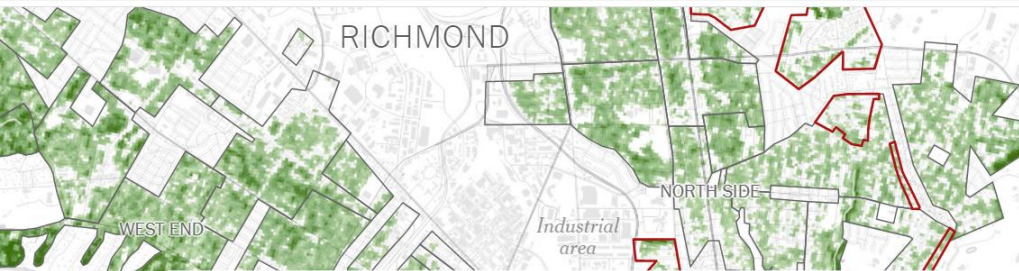 RICHMOND
NORTH SIDE
WEST END
Industrial
area